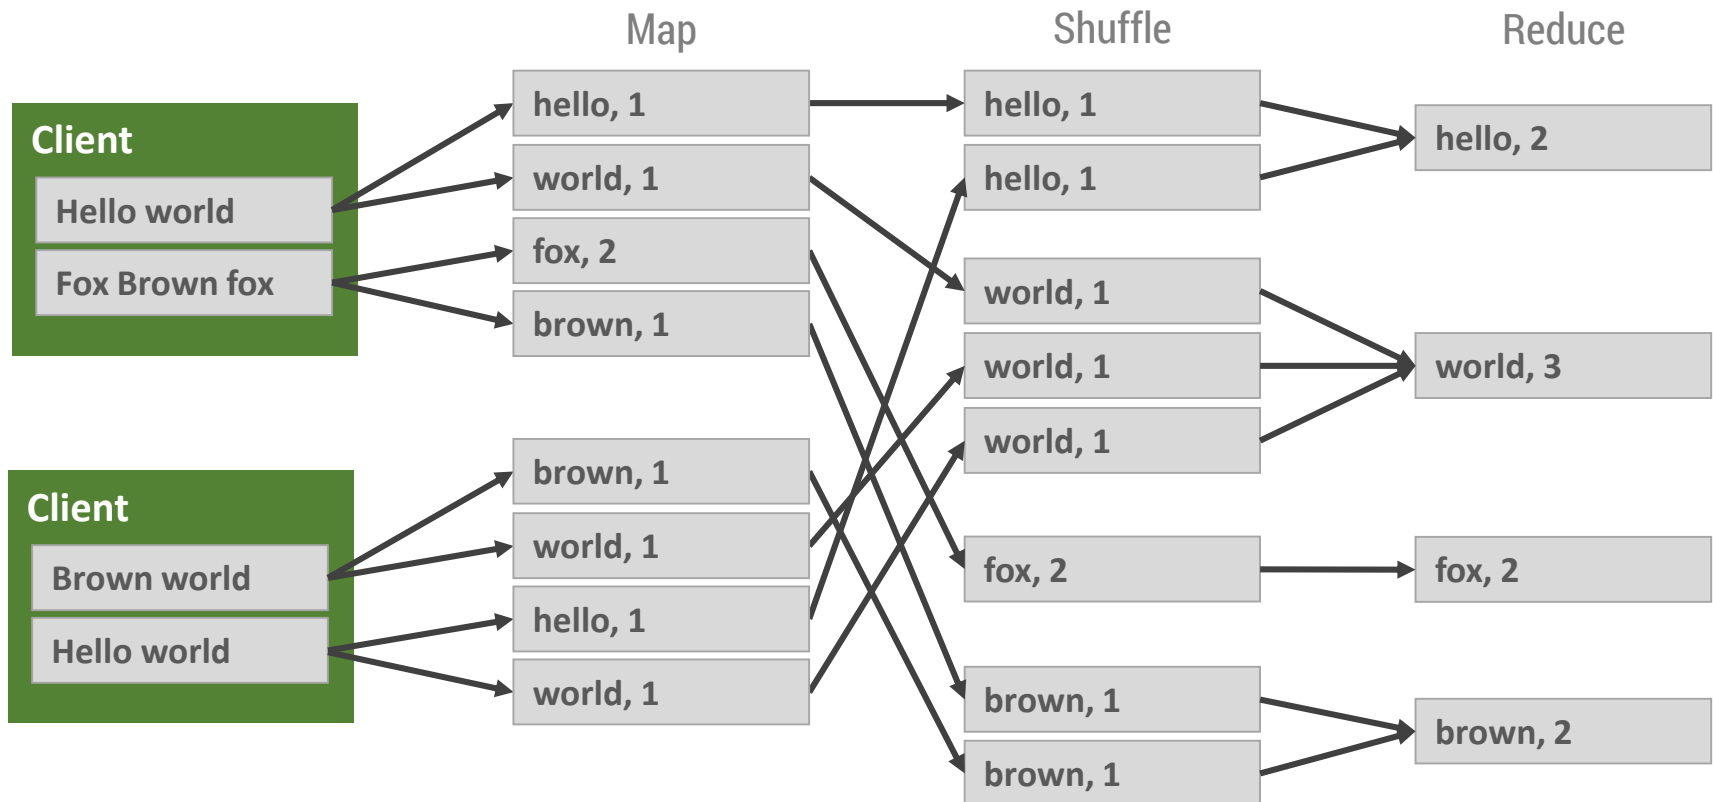 Map
Shuffle
Reduce
Client
Hello world
Fox Brown fox
Client
Brown world
Hello world
hello, 1
world, 1
fox, 2
brown, 1
brown, 1
world, 1
hello, 1
world, 1
hello, 1
hello, 1
world, 1
world, 1
world, 1
fox, 2
brown, 1
brown, 1
hello, 2
world, 3
fox, 2
brown, 2